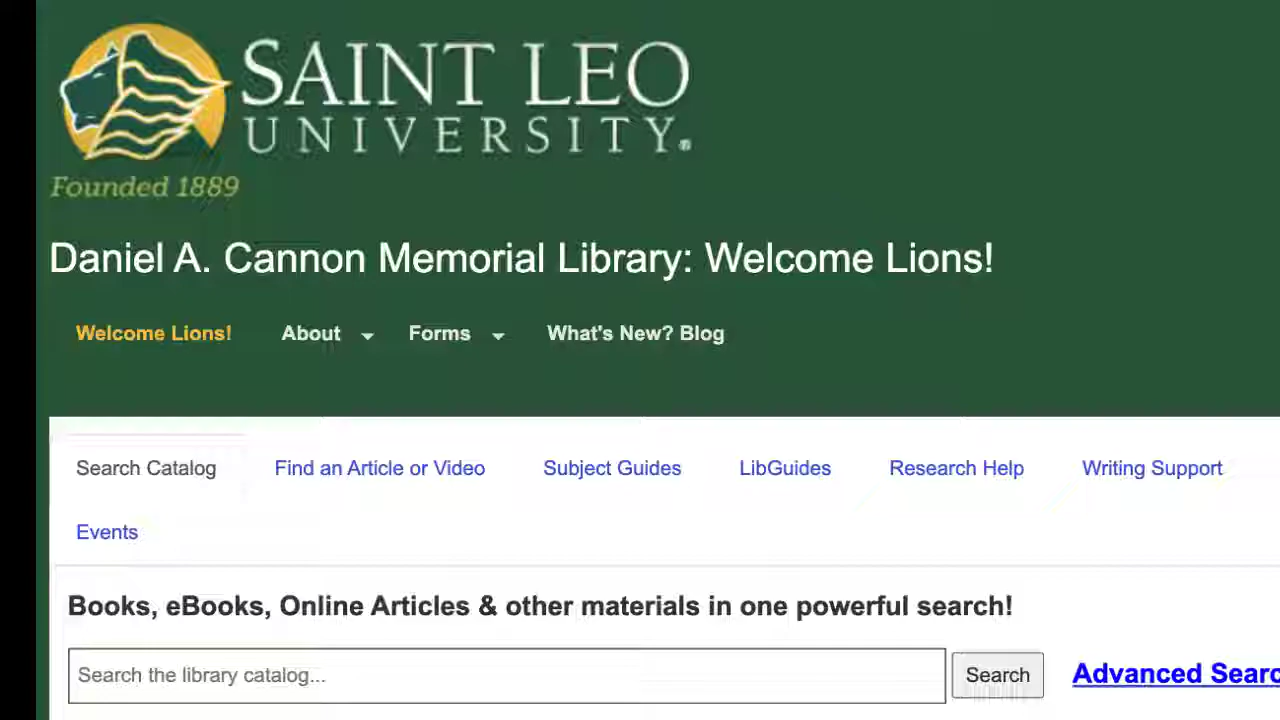 SAINT LEO
UNIVERSITY®
Founded 1889
Daniel A. Cannon Memorial Library: Welcome Lions!
Welcome Lions! About Forms What's New? Blog
Search Catalog Find an Article or Video Subject Guides LibGuides Research Help Writing Support
Events
Books, eBooks, Online Articles & other materials in one powerful search!
Search the library catalog... Search Advanced Searc